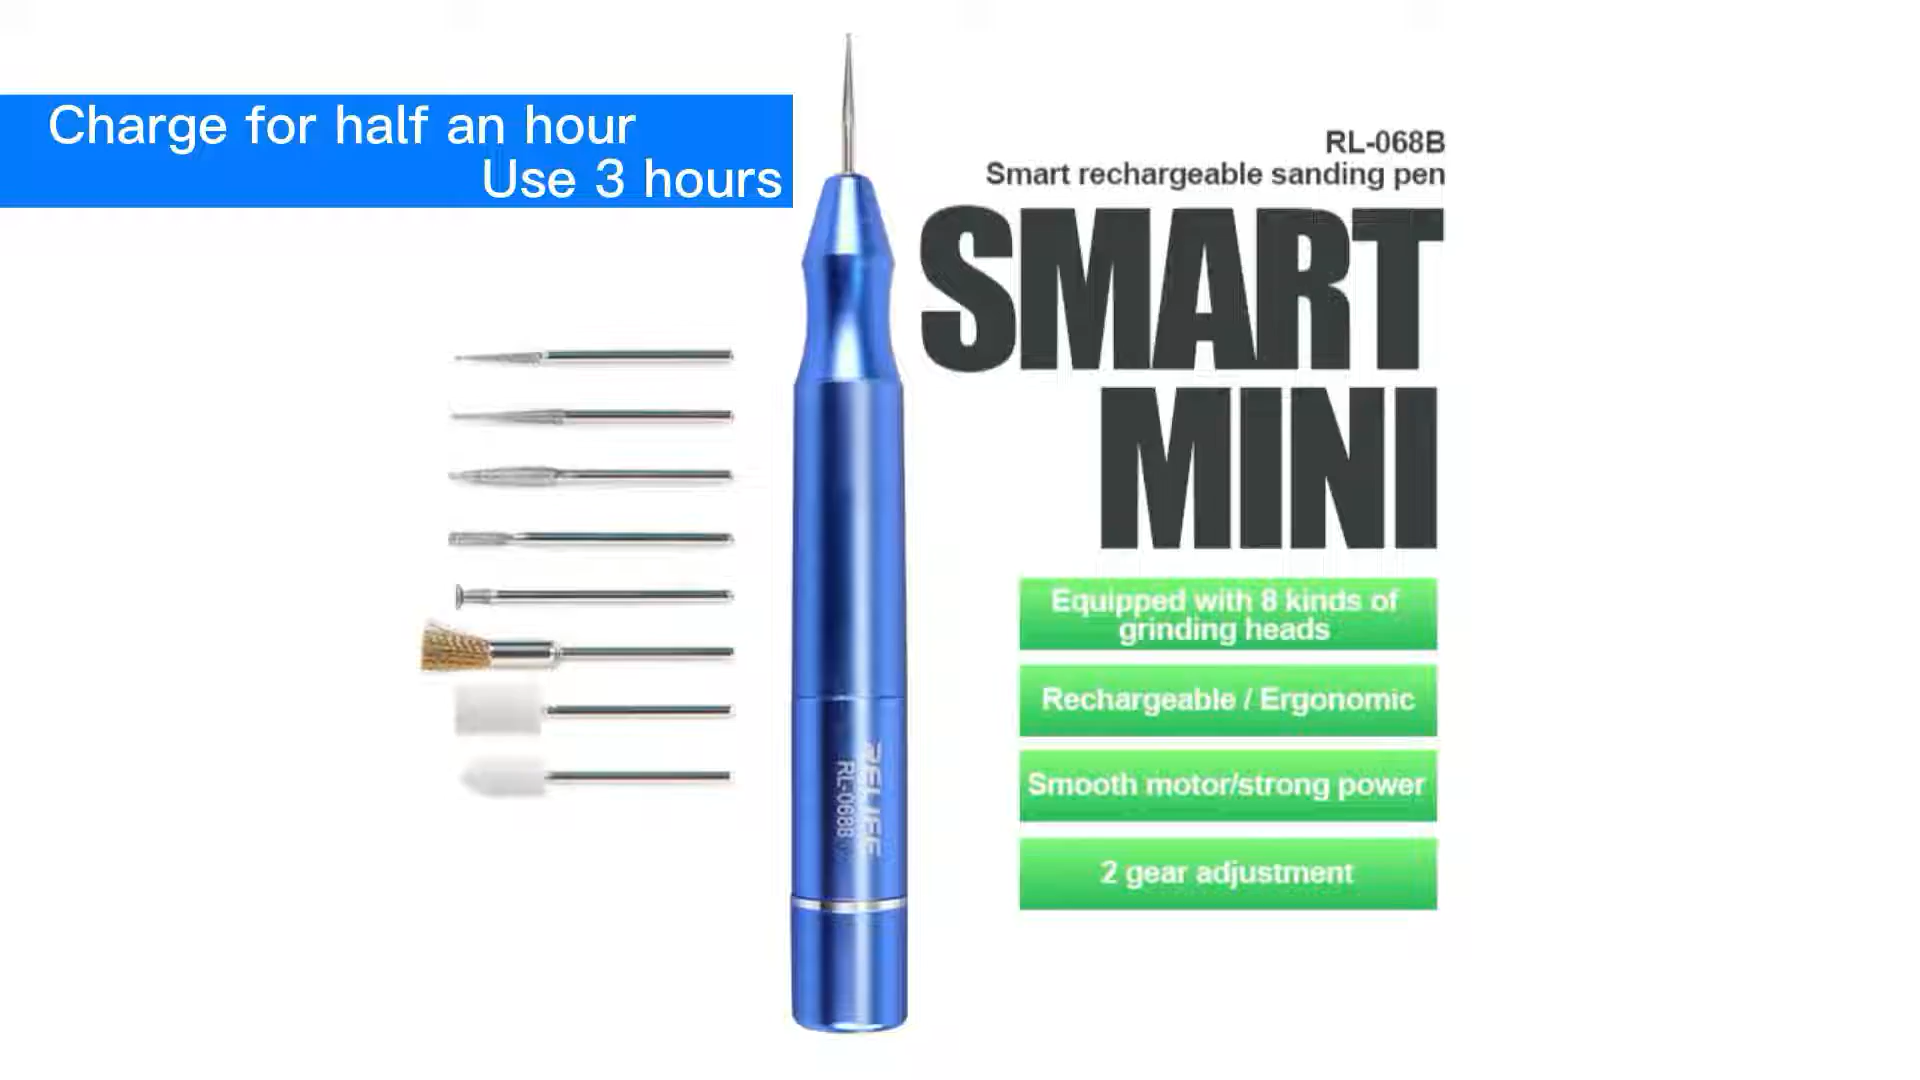 Charge for half an hour
Use 3 hours
RL-068B
Smart rechargeable sanding pen
SMART
MINI
Equipped with 8 kinds of
grinding heads
Rechargeable / Ergonomic
Smooth motor/strong power
2 gear adjustment
RELIFE
RL-068B